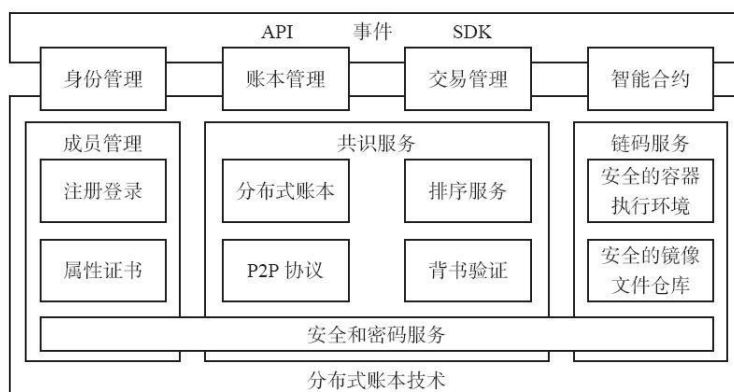 API 事件 SDK
身份管理 账本管理 交易管理 智能合约
成员管理 共识服务 链码服务
注册登录 分布式账本 排序服务 安全的容器
执行环境
属性证书 P2P 协议 背书验证 安全的镜像
文件仓库
安全和密码服务
分布式账本技术